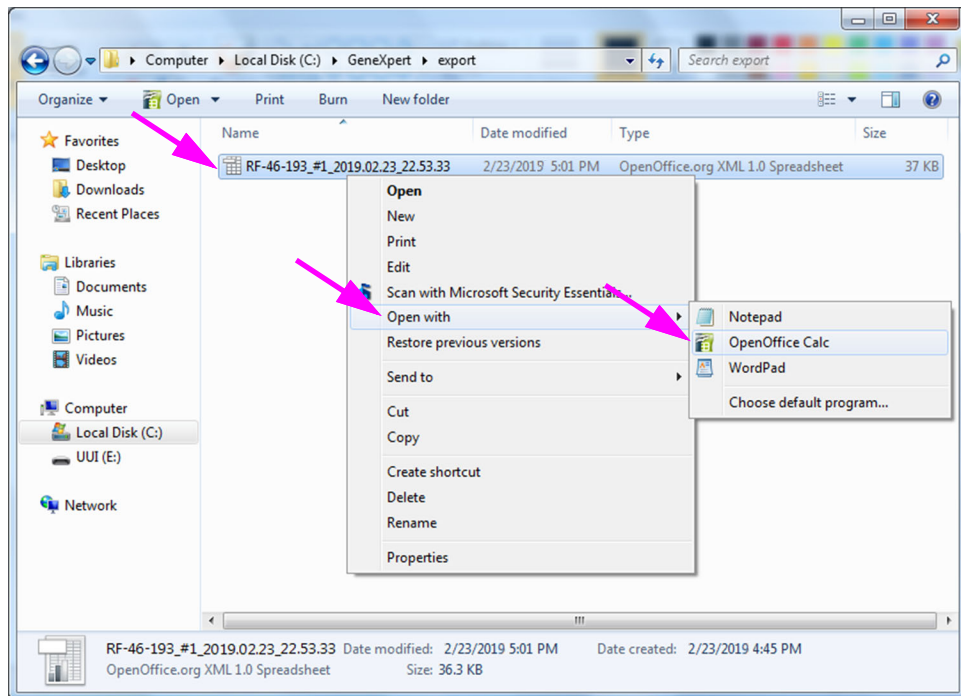 Computer Local Disk (C:) GeneXpert export Search export
Organize Open Print Burn New folder
Favorites
Desktop
Downloads
Recent Places
Libraries
Documents
Music
Pictures
Videos
Computer
Local Disk (C:)
UUI (E:)
Network
Name Date modified Type Size
RF-46-193_#1_2019.02.23_22.53.33 2/23/2019 5:01 PM OpenOffice.org XML 1.0 Spreadsheet 37 KB
Open
New
Print
Edit
Scan with Microsoft Security Essentials...
Open with
Restore previous versions
Send to
Cut
Copy
Create shortcut
Delete
Rename
Properties
Notepad
OpenOffice Calc
WordPad
Choose default program...
RF-46-193_#1_2019.02.23_22.53.33 Date modified: 2/23/2019 5:01 PM Date created: 2/23/2019 4:45 PM
OpenOffice.org XML 1.0 Spreadsheet Size: 36.3 KB